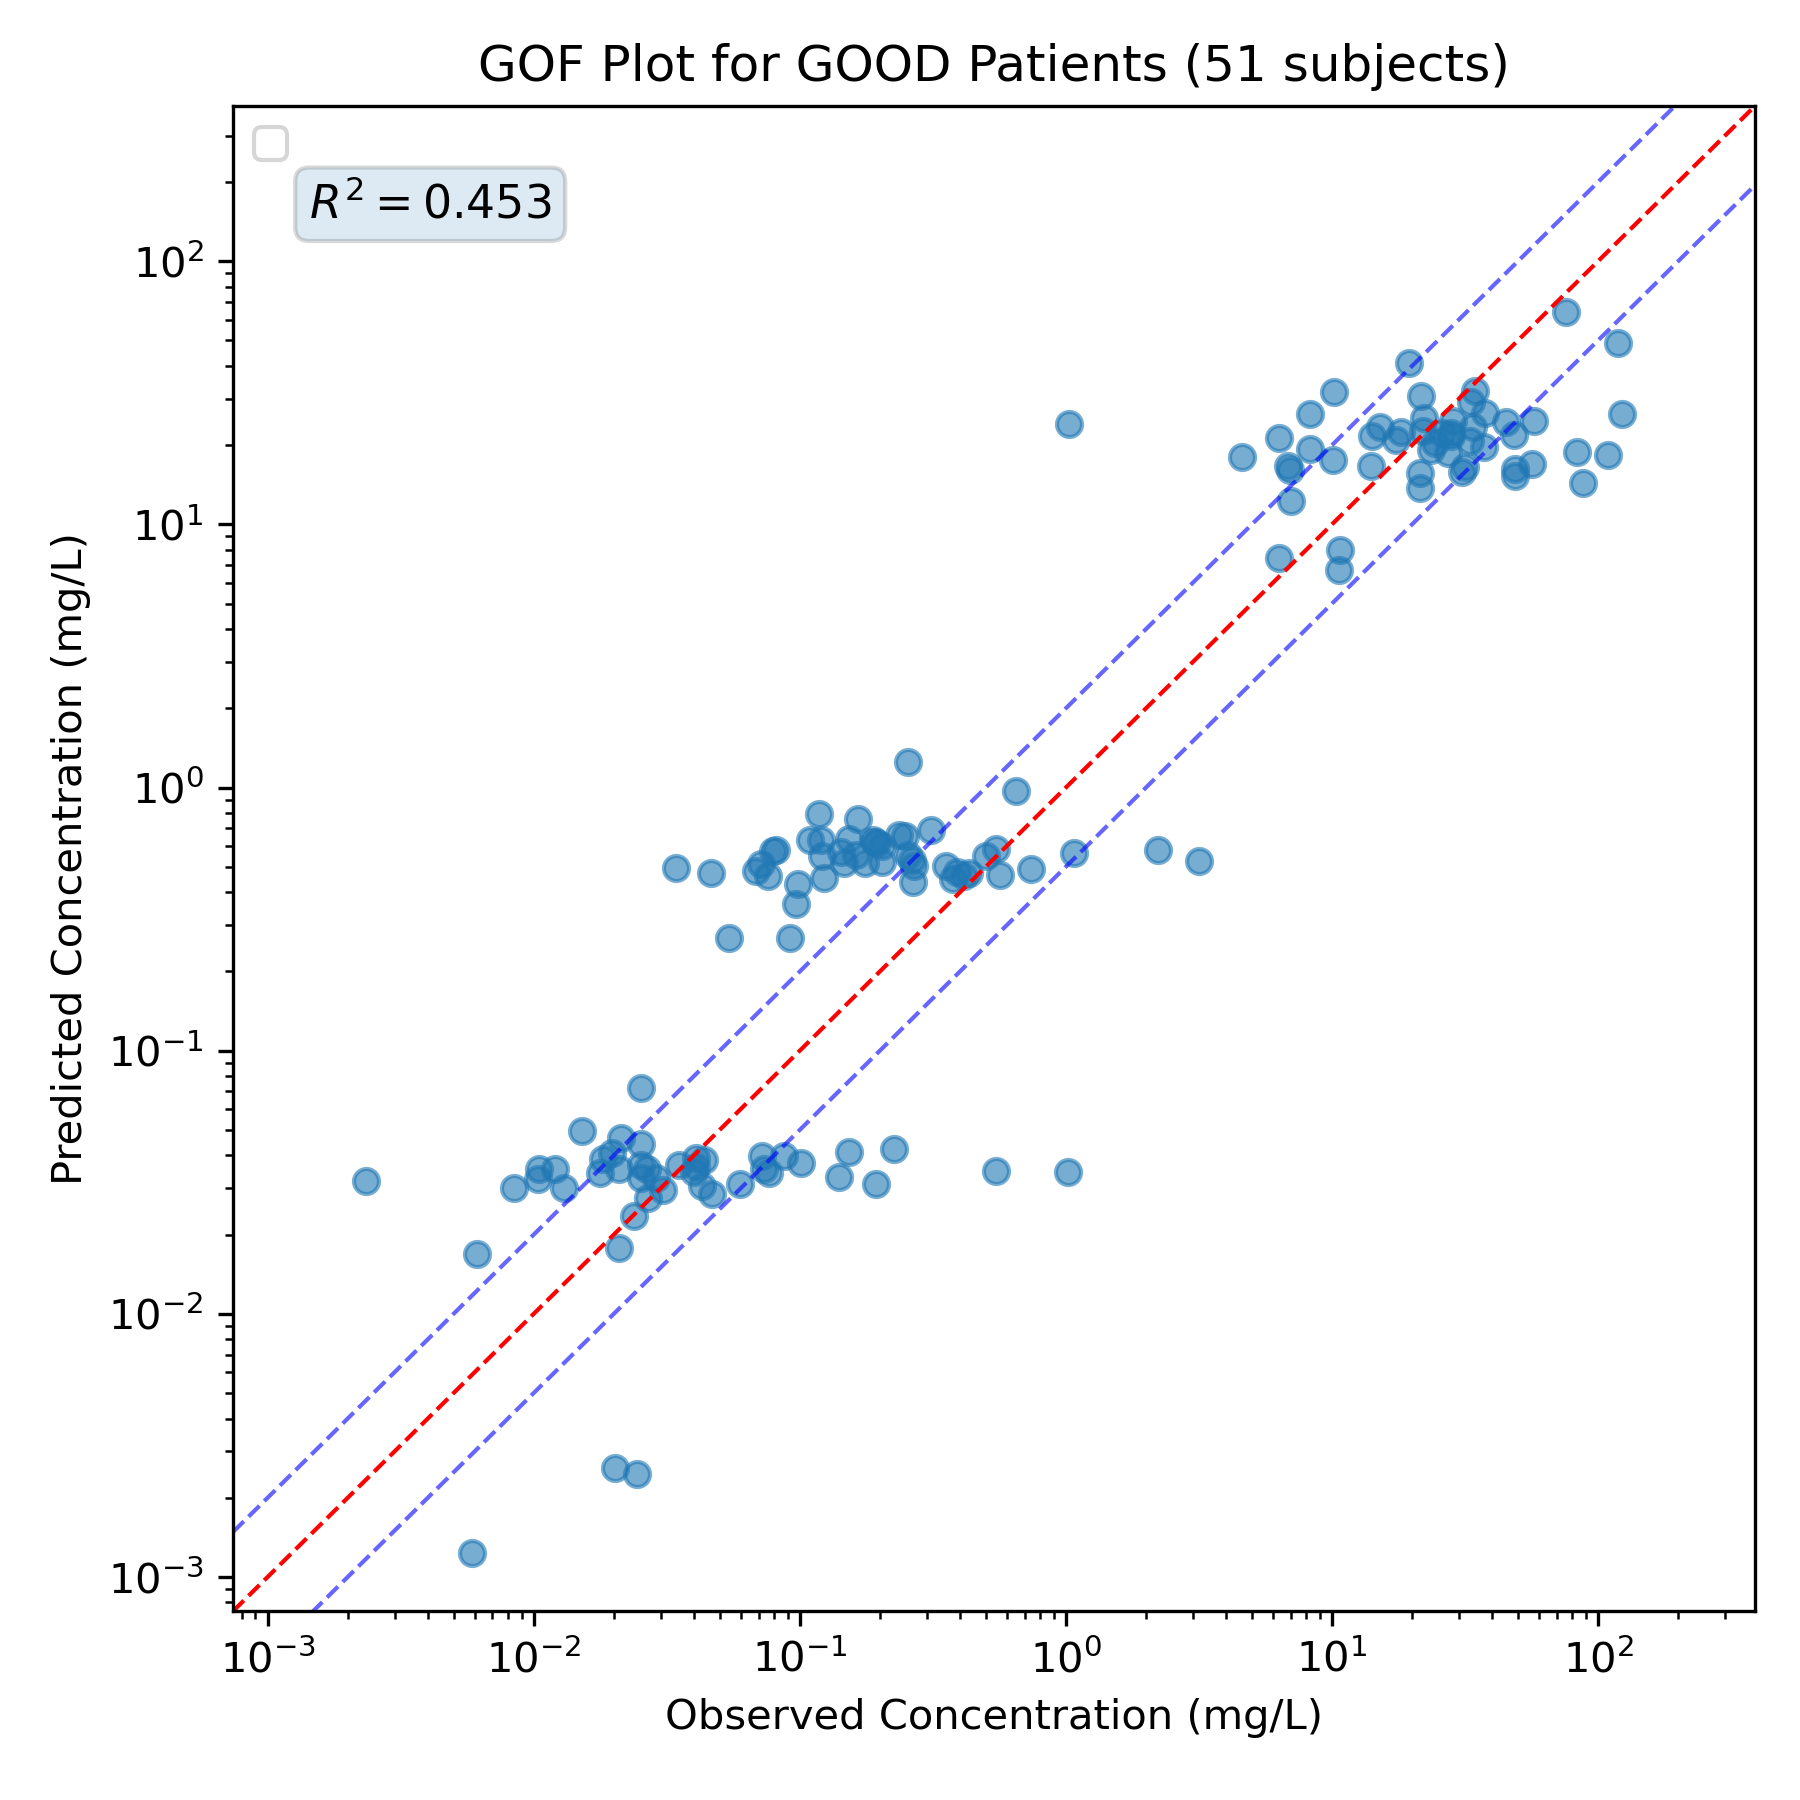 GOF Plot for GOOD Patients (51 subjects)
R² = 0.453
Predicted Concentration (mg/L)
10²
10¹
10⁰
10⁻¹
10⁻²
10⁻³
10⁻³ 10⁻² 10⁻¹ 10⁰ 10¹ 10²
Observed Concentration (mg/L)